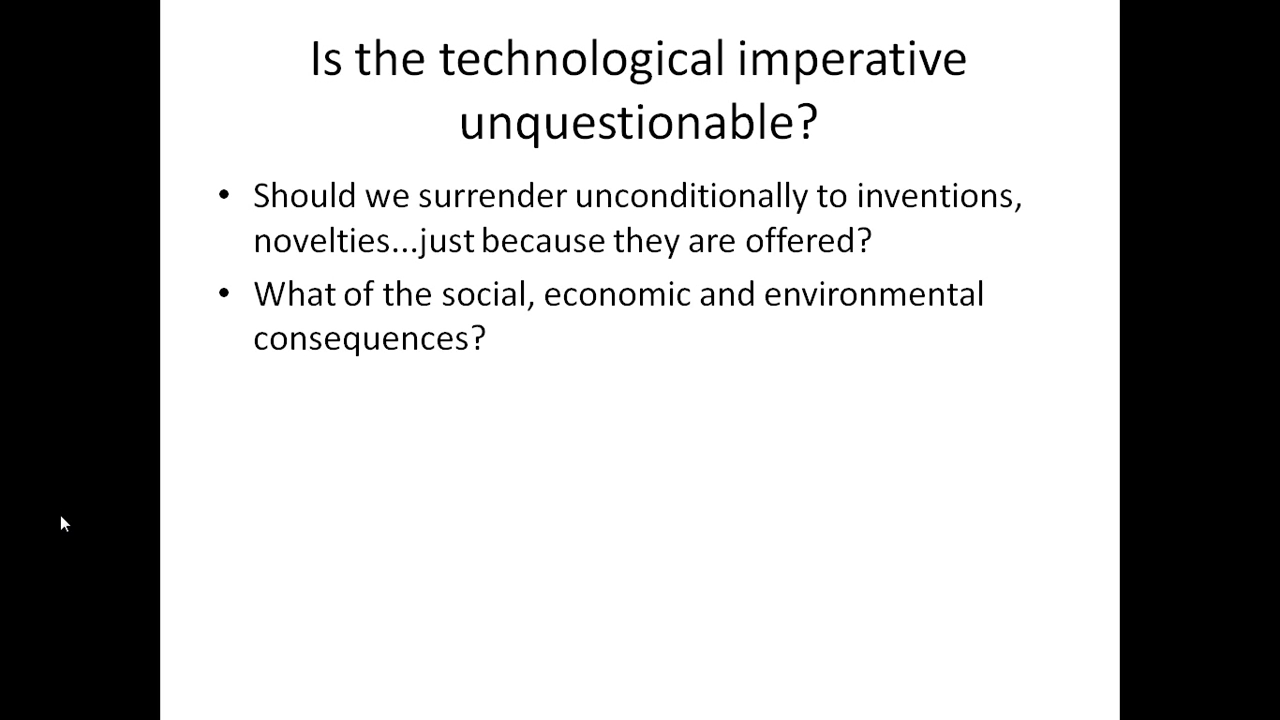 Is the technological imperative
unquestionable?
• Should we surrender unconditionally to inventions,
novelties...just because they are offered?
• What of the social, economic and environmental
consequences?